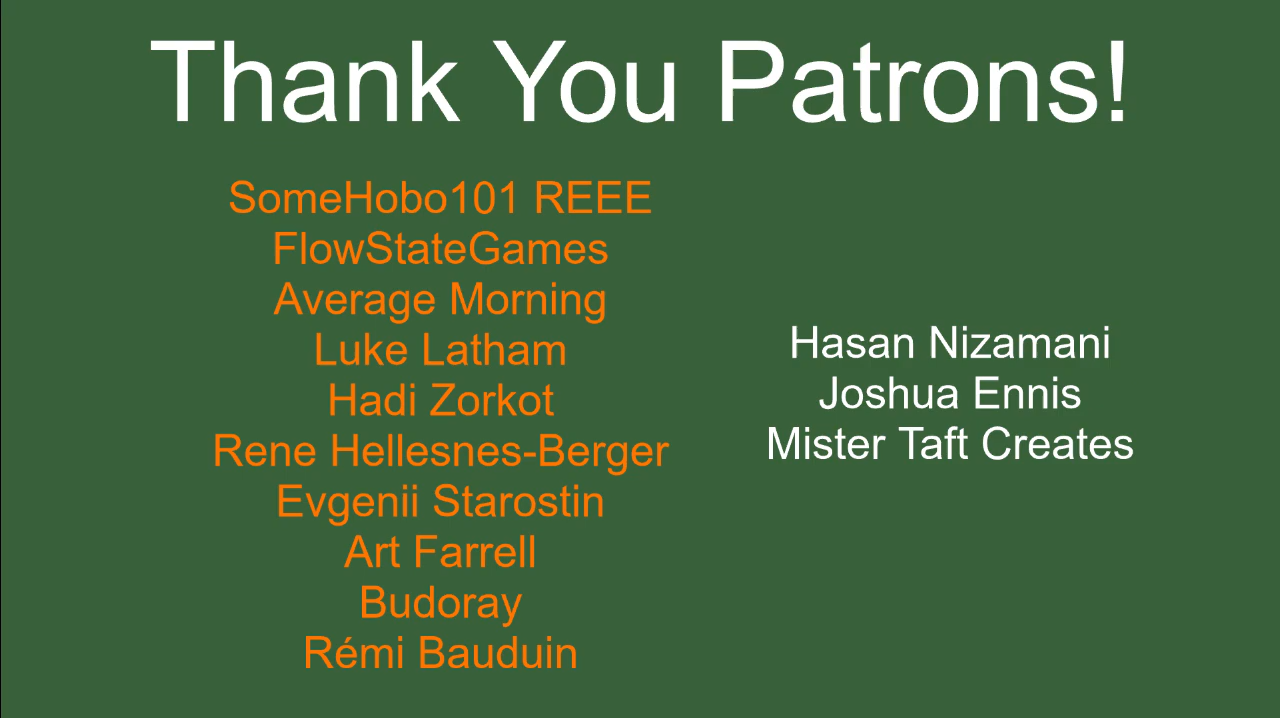 Thank You Patrons!
SomeHobo101 REEE
FlowStateGames
Average Morning
Luke Latham
Hadi Zorkot
Rene Hellesnes-Berger
Evgenii Starostin
Art Farrell
Budoray
Rémi Bauduin
Hasan Nizamani
Joshua Ennis
Mister Taft Creates